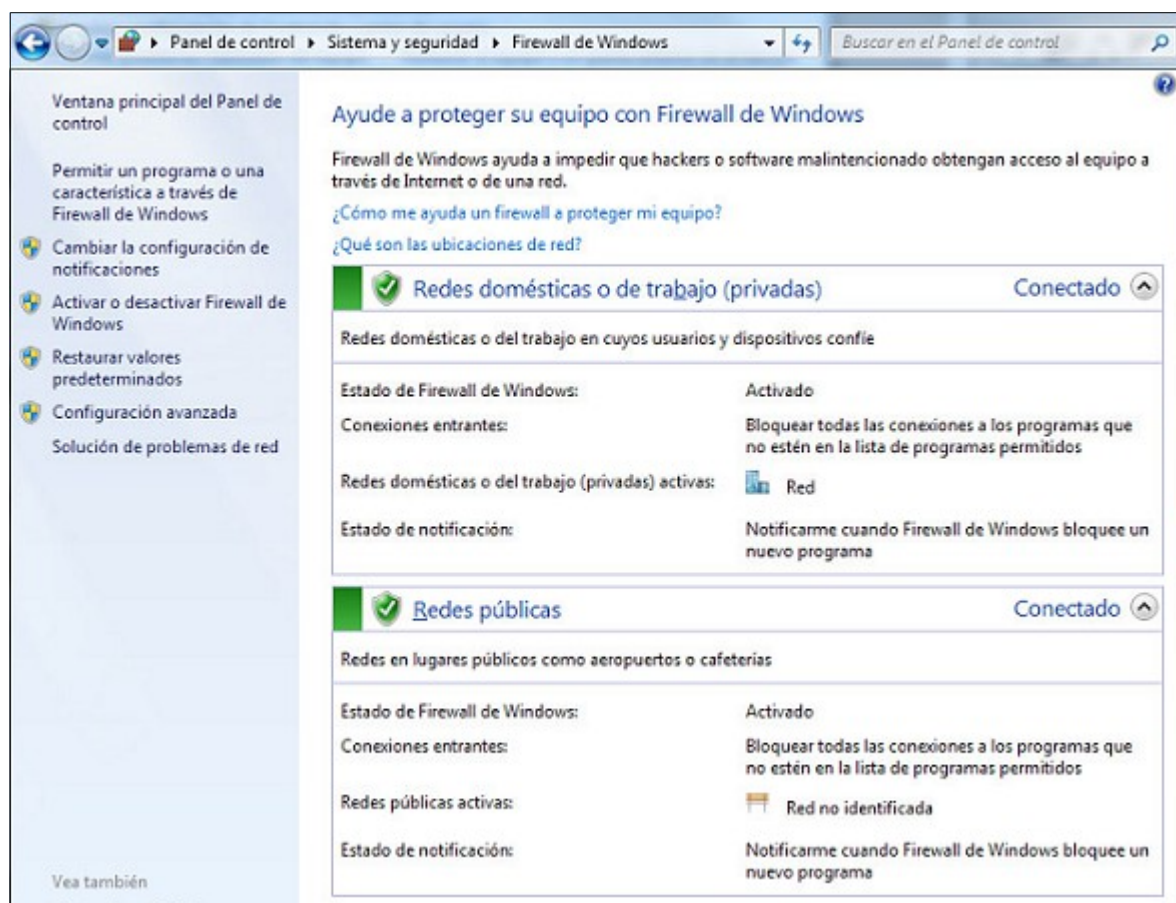 Panel de control ▸ Sistema y seguridad ▸ Firewall de Windows
Buscar en el Panel de control
Ventana principal del Panel de
control
Permitir un programa o una
característica a través de
Firewall de Windows
Cambiar la configuración de
notificaciones
Activar o desactivar Firewall de
Windows
Restaurar valores
predeterminados
Configuración avanzada
Solución de problemas de red
Vea también
Ayude a proteger su equipo con Firewall de Windows
Firewall de Windows ayuda a impedir que hackers o software malintencionado obtengan acceso al equipo a
través de Internet o de una red.
¿Cómo me ayuda un firewall a proteger mi equipo?
¿Qué son las ubicaciones de red?
Redes domésticas o de trabajo (privadas) Conectado
Redes domésticas o del trabajo en cuyos usuarios y dispositivos confíe
Estado de Firewall de Windows: Activado
Conexiones entrantes: Bloquear todas las conexiones a los programas que
no estén en la lista de programas permitidos
Redes domésticas o del trabajo (privadas) activas: Red
Estado de notificación: Notificarme cuando Firewall de Windows bloquee un
nuevo programa
Redes públicas Conectado
Redes en lugares públicos como aeropuertos o cafeterías
Estado de Firewall de Windows: Activado
Conexiones entrantes: Bloquear todas las conexiones a los programas que
no estén en la lista de programas permitidos
Redes públicas activas: Red no identificada
Estado de notificación: Notificarme cuando Firewall de Windows bloquee un
nuevo programa